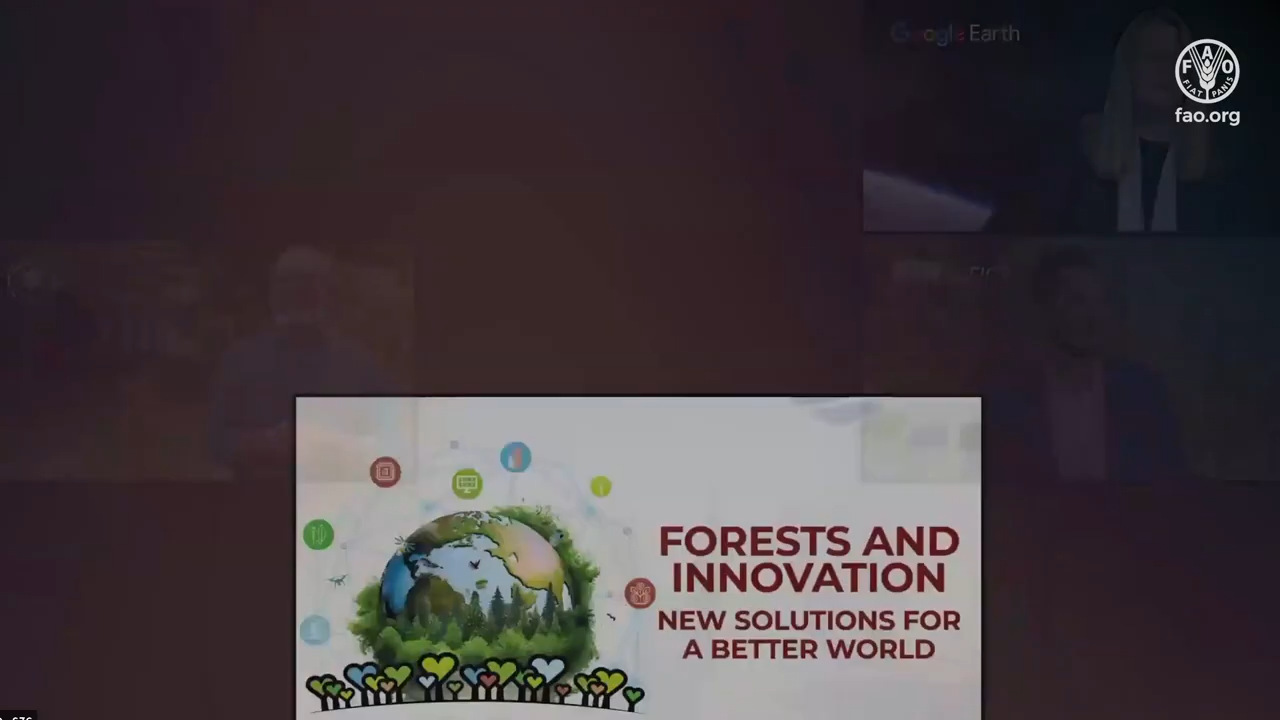 Google Earth
FAO
FIAT PANIS
fao.org
FORESTS AND
INNOVATION
NEW SOLUTIONS FOR
A BETTER WORLD